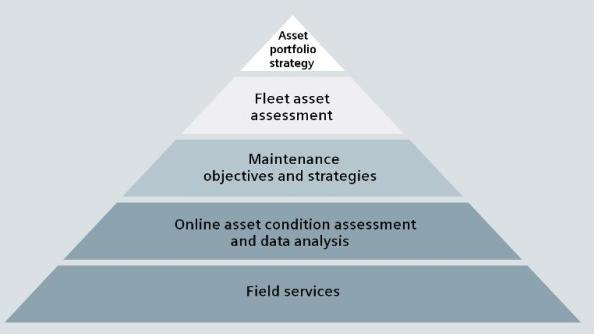 Asset
portfolio
strategy
Fleet asset
assessment
Maintenance
objectives and strategies
Online asset condition assessment
and data analysis
Field services